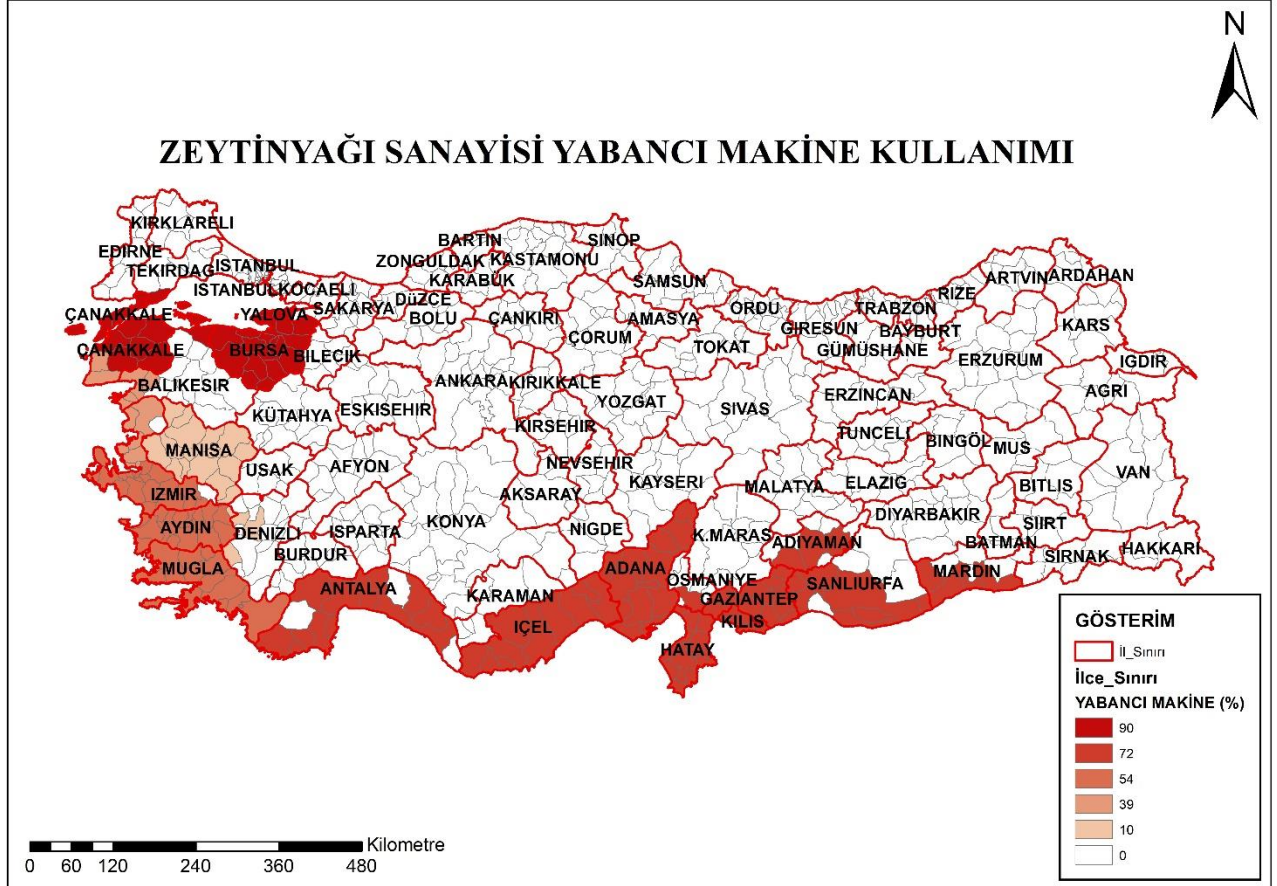 N
ZEYTİNYAĞI SANAYİSİ YABANCI MAKİNE KULLANIMI
KIRKLARELI
EDIRNE
TEKIRDAG
ISTANBUL
ISTANBUL
KOCAELI
YALOVA
SAKARYA
DÜZCE
BOLU
ZONGULDAK
BARTIN
KARABÜK
KASTAMONU
SINOP
SAMSUN
ÇANKIRI
ÇORUM
AMASYA
TOKAT
ORDU
GIRESUN
TRABZON
GÜMÜSHANE
BAYBURT
RIZE
ARTVIN
ARDAHAN
KARS
IGDIR
AGRI
ERZURUM
ERZINCAN
ÇANAKKALE
ÇANAKKALE
BURSA
BILECIK
BALIKESIR
KÜTAHYA
ESKISEHIR
ANKARA
KIRIKKALE
YOZGAT
SIVAS
TUNCELI
BINGÖL
MUS
VAN
BITLIS
KIRSEHIR
NEVSEHIR
KAYSERI
MALATYA
ELAZIG
DIYARBAKIR
SIIRT
BATMAN
SIRNAK
HAKKARI
MANISA
USAK
AFYON
AKSARAY
NIGDE
KONYA
IZMIR
AYDIN
DENIZLI
ISPARTA
BURDUR
MUGLA
ANTALYA
KARAMAN
IÇEL
ADANA
K.MARAS
OSMANIYE
ADIYAMAN
GAZIANTEP
KILIS
HATAY
SANLIURFA
MARDIN
GÖSTERİM
İl_Sınırı
İlce_Sınırı
YABANCI MAKİNE (%)
90
72
54
39
10
0
Kilometre
0 60 120 240 360 480